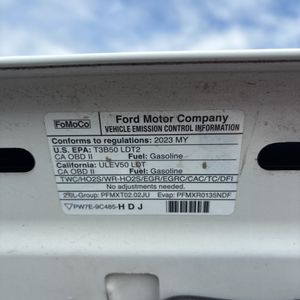 FoMoCo
Ford Motor Company
VEHICLE EMISSION CONTROL INFORMATION
Conforms to regulations: 2023 MY
U.S. EPA: T3B50 LDT2
CA OBD II Fuel: Gasoline
California: ULEV50 LDT
CA OBD II Fuel: Gasoline
TWC/HO2S/WR-HO2S/EGR/EGRC/CAC/TC/DFI
No adjustments needed.
2.0L-Group: PFMXT02.02JU Evap: PFMXR0135NDF
PW7E-9C485-HDJ